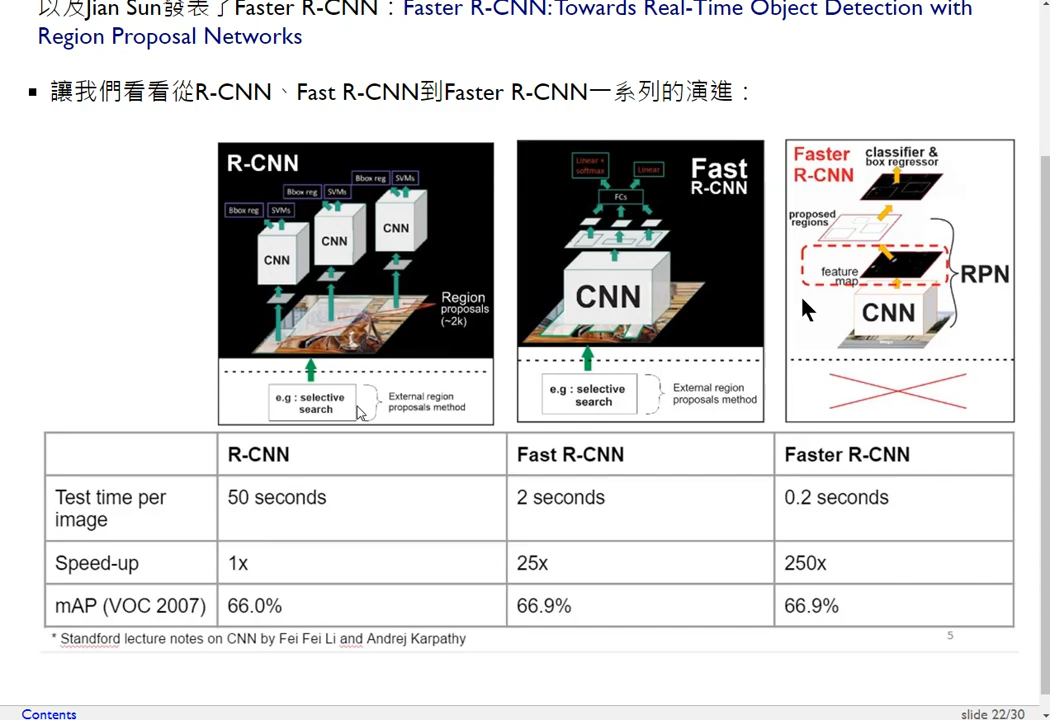 以及Jian Sun發表了Faster R-CNN：Faster R-CNN:Towards Real-Time Object Detection with
Region Proposal Networks
▪ 讓我們看看從R-CNN、Fast R-CNN到Faster R-CNN一系列的演進：
R-CNN
Bbox reg SVMs
Bbox reg SVMs
Bbox reg SVMs
CNN
CNN
CNN
Region
proposals
(~2k)
e.g : selective
search
External region
proposals method
Fast
R-CNN
Linear +
softmax
Linear
FCs
CNN
e.g : selective
search
External region
proposals method
Faster
R-CNN
classifier &
box regressor
proposed
regions
feature
map
RPN
CNN
R-CNN Fast R-CNN Faster R-CNN
Test time per
image
50 seconds 2 seconds 0.2 seconds
Speed-up 1x 25x 250x
mAP (VOC 2007) 66.0% 66.9% 66.9%
* Standford lecture notes on CNN by Fei Fei Li and Andrej Karpathy
5
Contents
slide 22/30